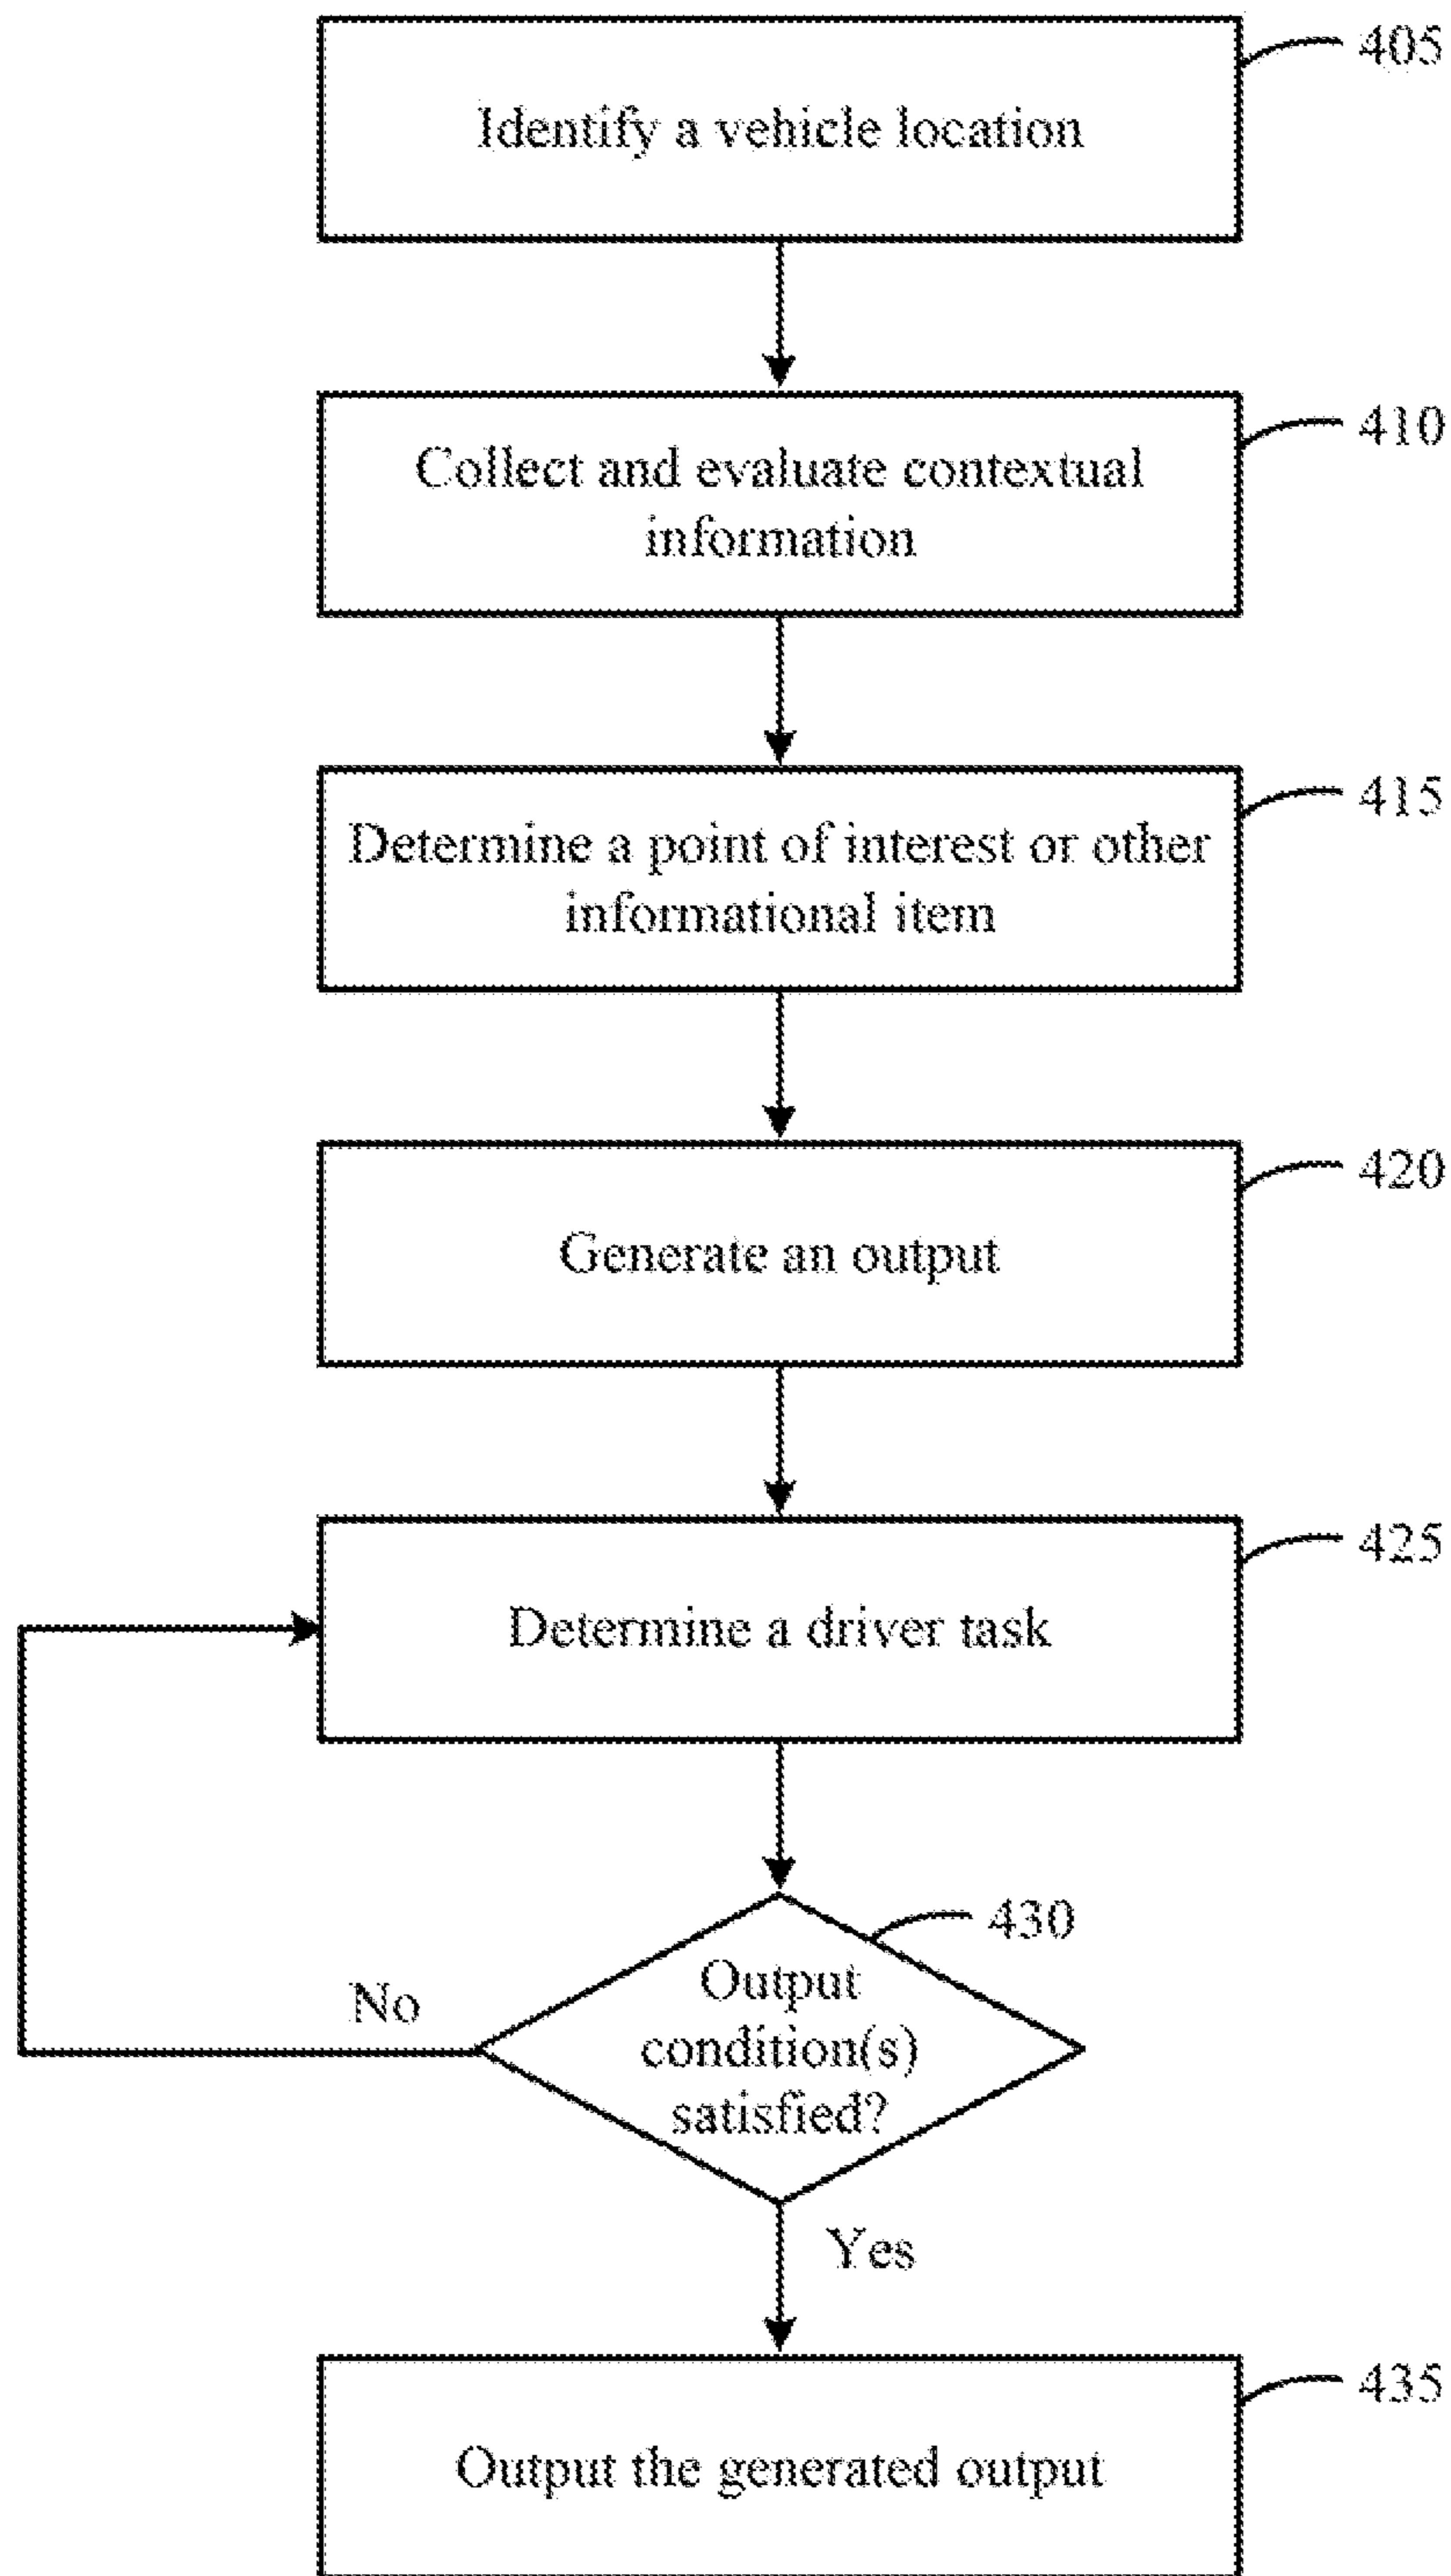 405
Identify a vehicle location
410
Collect and evaluate contextual
information
415
Determine a point of interest or other
informational item
420
Generate an output
425
Determine a driver task
430
Output
condition(s)
satisfied?
No
Yes
435
Output the generated output